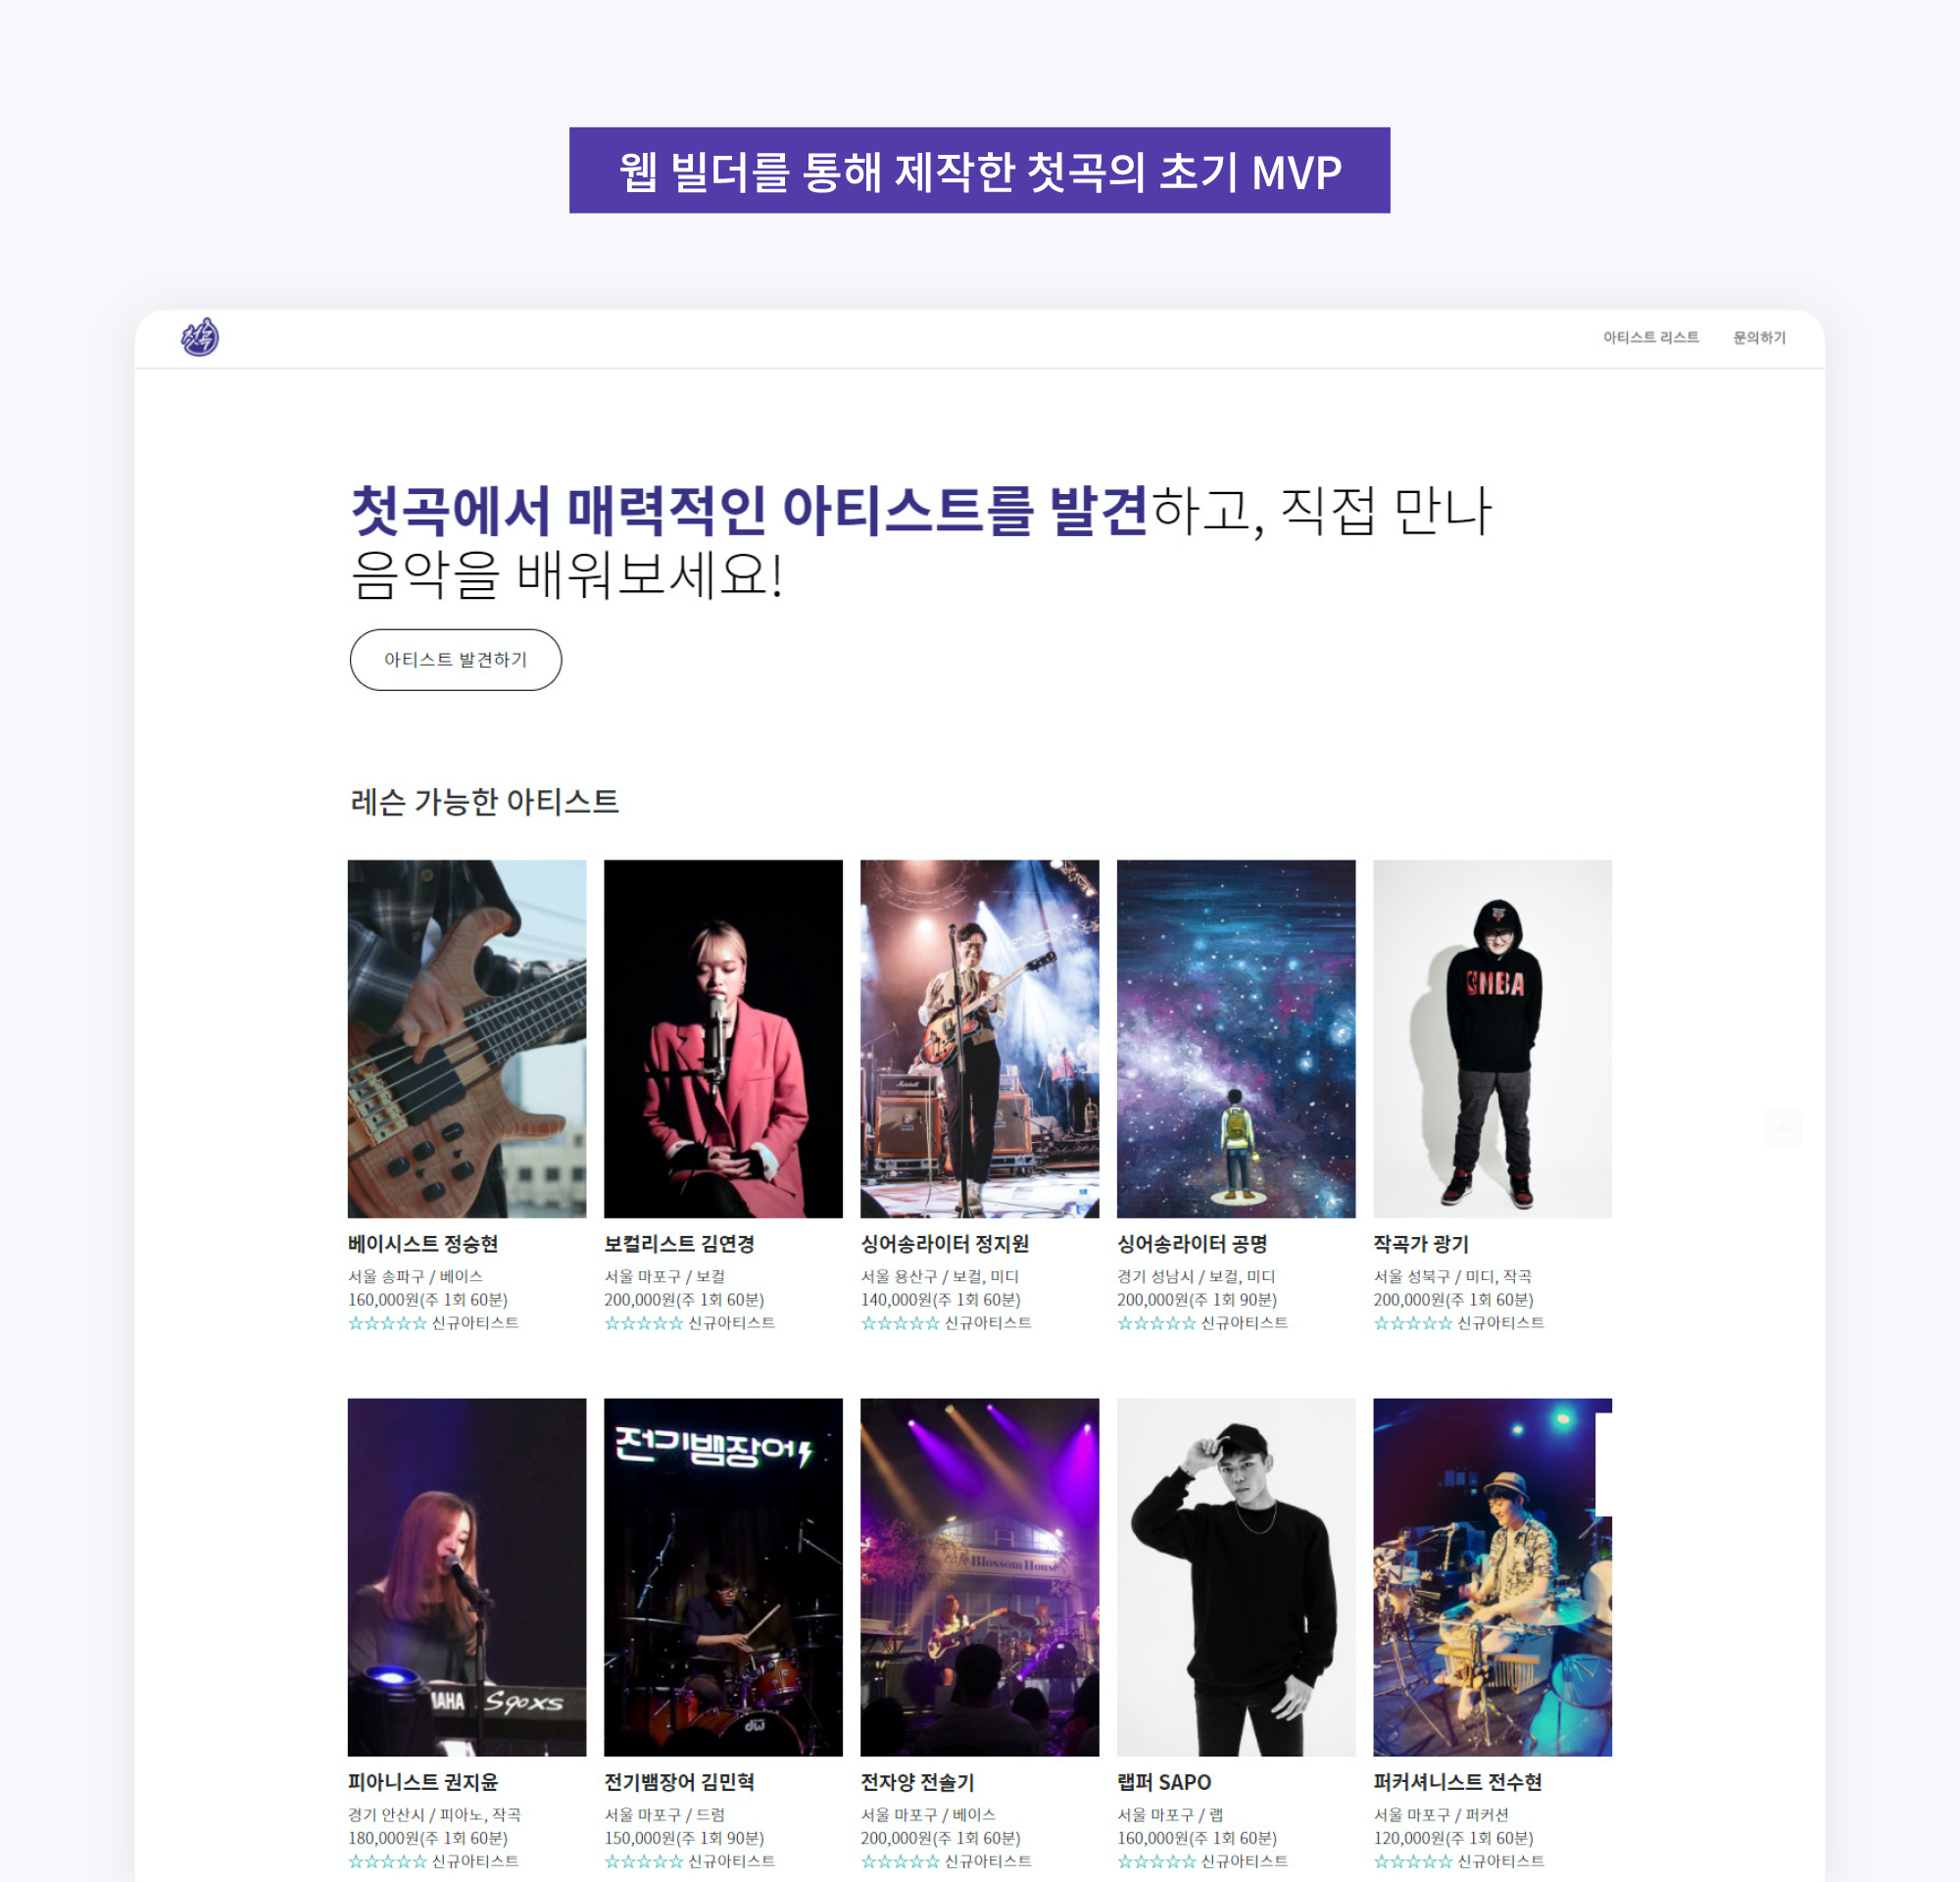 웹 빌더를 통해 제작한 첫곡의 초기 MVP
첫곡
아티스트 리스트 문의하기
첫곡에서 매력적인 아티스트를 발견하고, 직접 만나
음악을 배워보세요!
아티스트 발견하기
레슨 가능한 아티스트
NBA
Marshall
베이시스트 정승현
서울 송파구 / 베이스
160,000원(주 1회 60분)
☆☆☆☆☆ 신규아티스트
보컬리스트 김연경
서울 마포구 / 보컬
200,000원(주 1회 60분)
☆☆☆☆☆ 신규아티스트
싱어송라이터 정지원
서울 용산구 / 보컬, 미디
140,000원(주 1회 60분)
☆☆☆☆☆ 신규아티스트
싱어송라이터 공명
경기 성남시 / 보컬, 미디
200,000원(주 1회 90분)
☆☆☆☆☆ 신규아티스트
작곡가 광기
서울 성북구 / 미디, 작곡
200,000원(주 1회 60분)
☆☆☆☆☆ 신규아티스트
MAHA S90XS
전기뱀장어
dw
cafe Blossom House
피아니스트 권지윤
경기 안산시 / 피아노, 작곡
180,000원(주 1회 60분)
☆☆☆☆☆ 신규아티스트
전기뱀장어 김민혁
서울 마포구 / 드럼
150,000원(주 1회 90분)
☆☆☆☆☆ 신규아티스트
전자양 전솔기
서울 마포구 / 베이스
200,000원(주 1회 60분)
☆☆☆☆☆ 신규아티스트
랩퍼 SAPO
서울 마포구 / 랩
160,000원(주 1회 60분)
☆☆☆☆☆ 신규아티스트
퍼커셔니스트 전수현
서울 마포구 / 퍼커션
120,000원(주 1회 60분)
☆☆☆☆☆ 신규아티스트